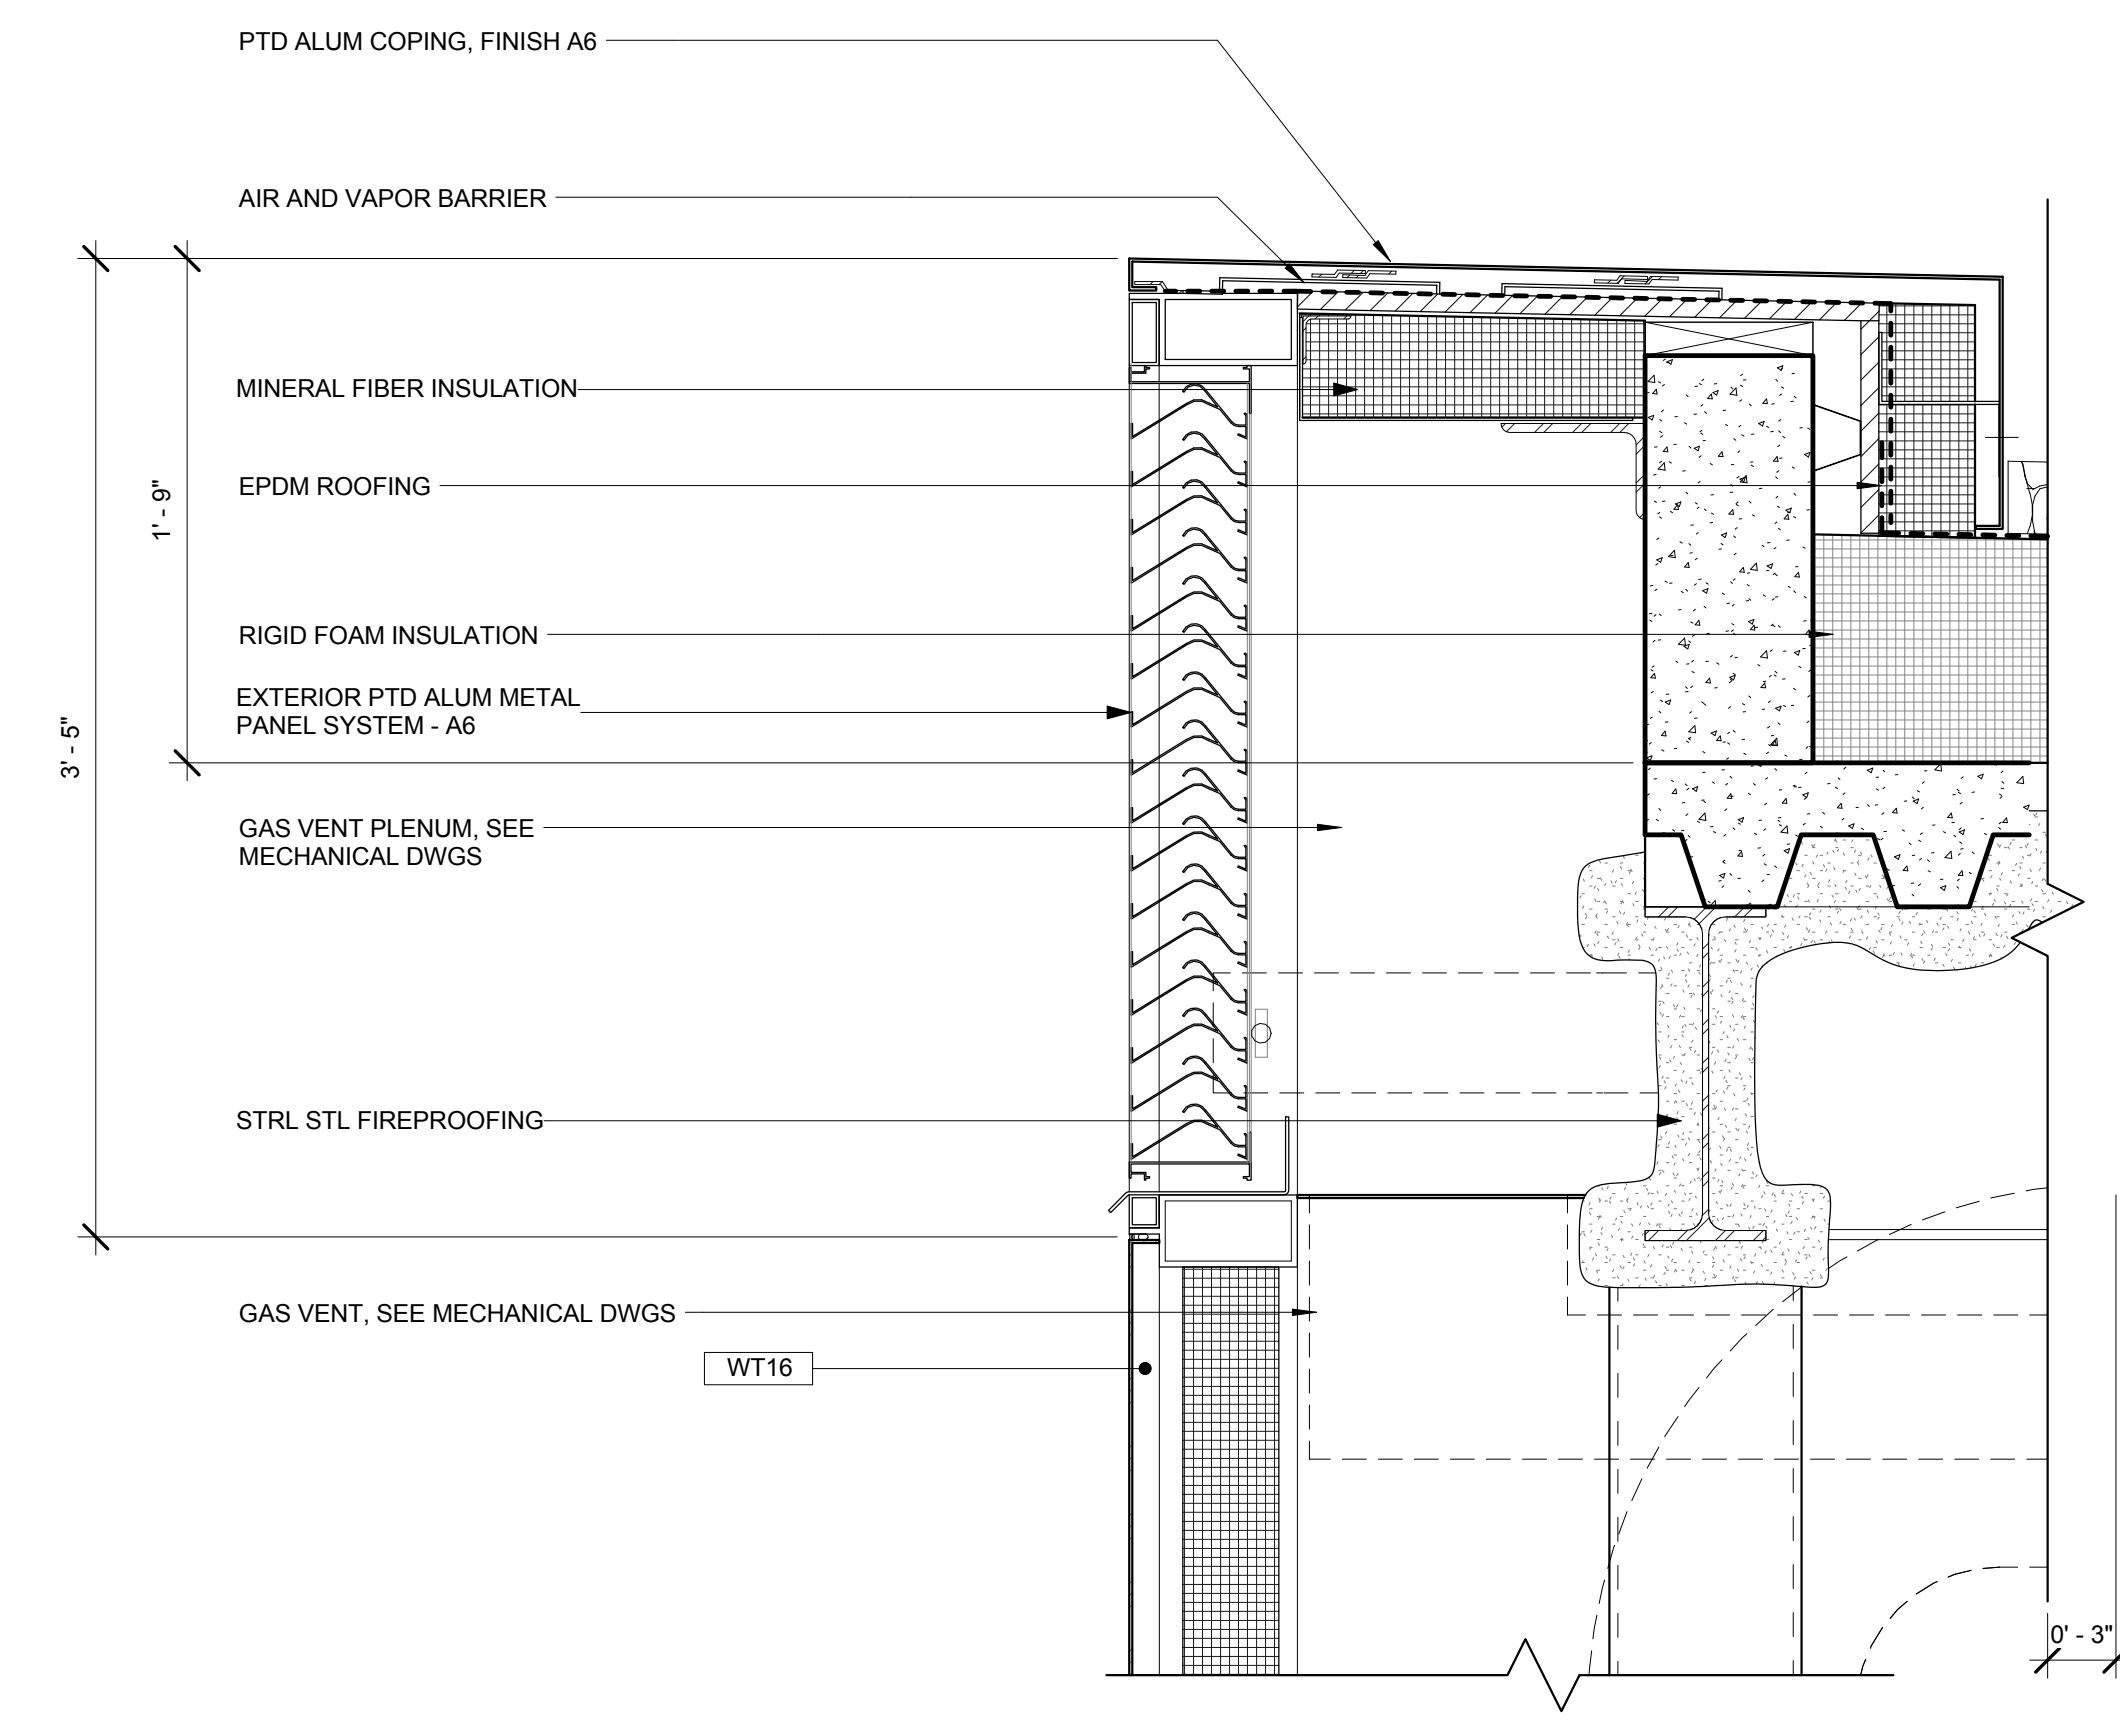 PTD ALUM COPING, FINISH A6
AIR AND VAPOR BARRIER
MINERAL FIBER INSULATION
EPDM ROOFING
1' - 9"
RIGID FOAM INSULATION
EXTERIOR PTD ALUM METAL
PANEL SYSTEM - A6
3' - 5"
GAS VENT PLENUM, SEE
MECHANICAL DWGS
STRL STL FIREPROOFING
GAS VENT, SEE MECHANICAL DWGS
WT16
0' - 3"